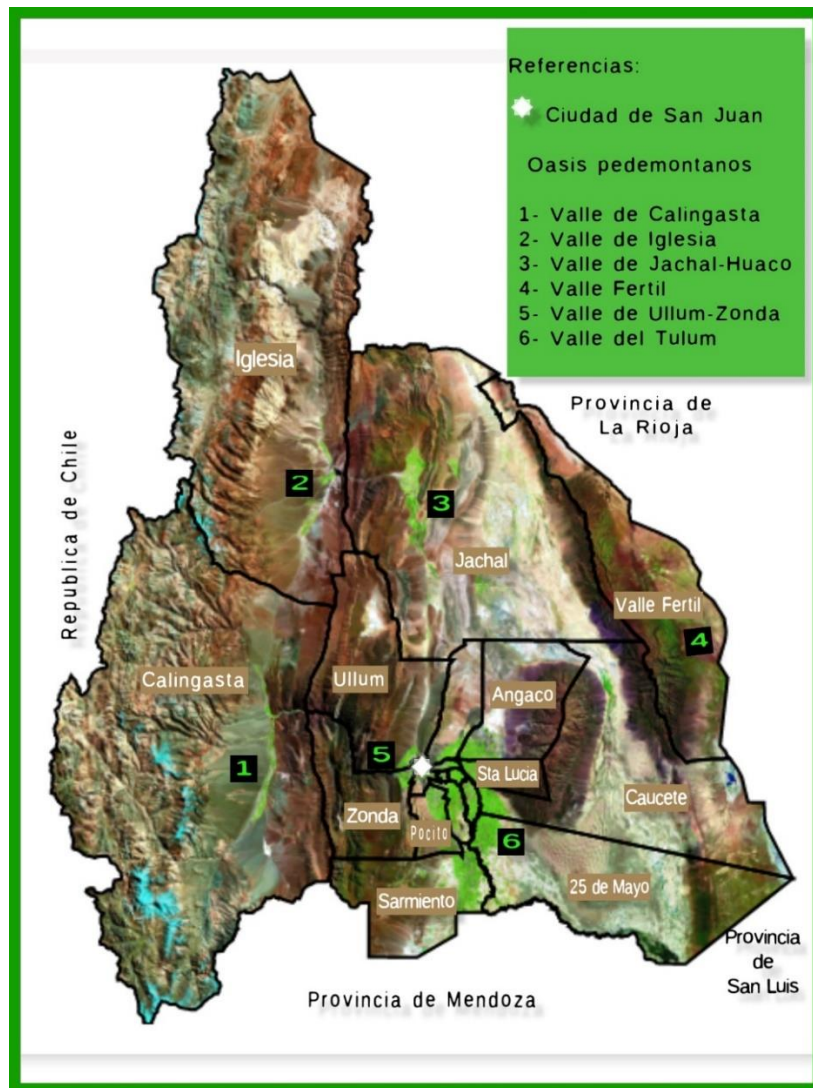 Referencias:
Ciudad de San Juan
Oasis pedemontanos
1- Valle de Calingasta
2- Valle de Iglesia
3- Valle de Jachal-Huaco
4- Valle Fertil
5- Valle de Ullum-Zonda
6- Valle del Tulum
Iglesia
Provincia de
La Rioja
Republica de Chile
2
3
Jachal
Valle Fertil
4
Calingasta
Ullum
Angaco
5
Sta Lucia
1
Caucete
Zonda
Pocito
6
25 de Mayo
Sarmiento
Provincia
de
San Luis
Provincia de Mendoza